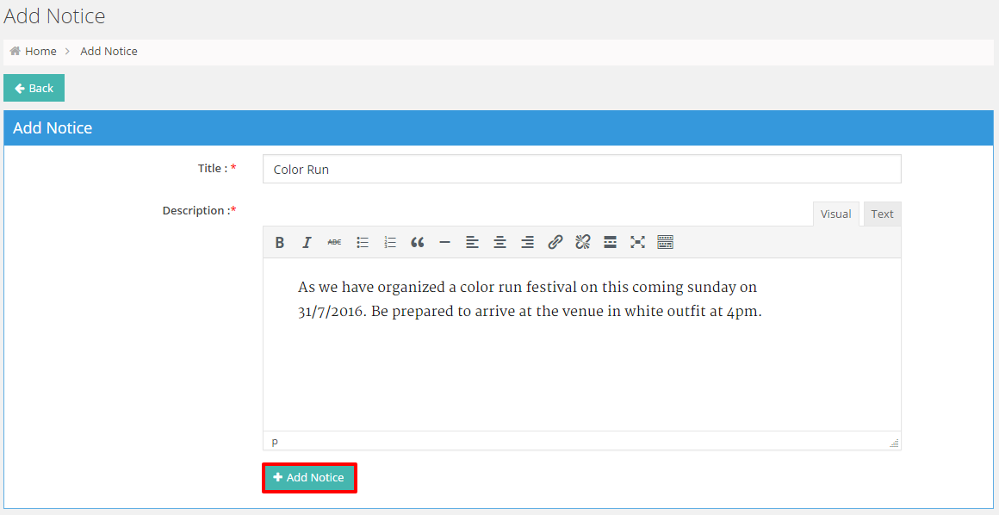 Add Notice
Home > Add Notice
Back
Add Notice
Title : *
Color Run
Description :*
Visual Text
B I ABC
As we have organized a color run festival on this coming sunday on
31/7/2016. Be prepared to arrive at the venue in white outfit at 4pm.
p
+ Add Notice